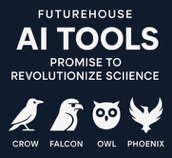 FUTUREHOUSE
AI TOOLS
PROMISE TO
REVOLUTIONIZE SCIIENCE
CROW FALCON OWL PHOENIX